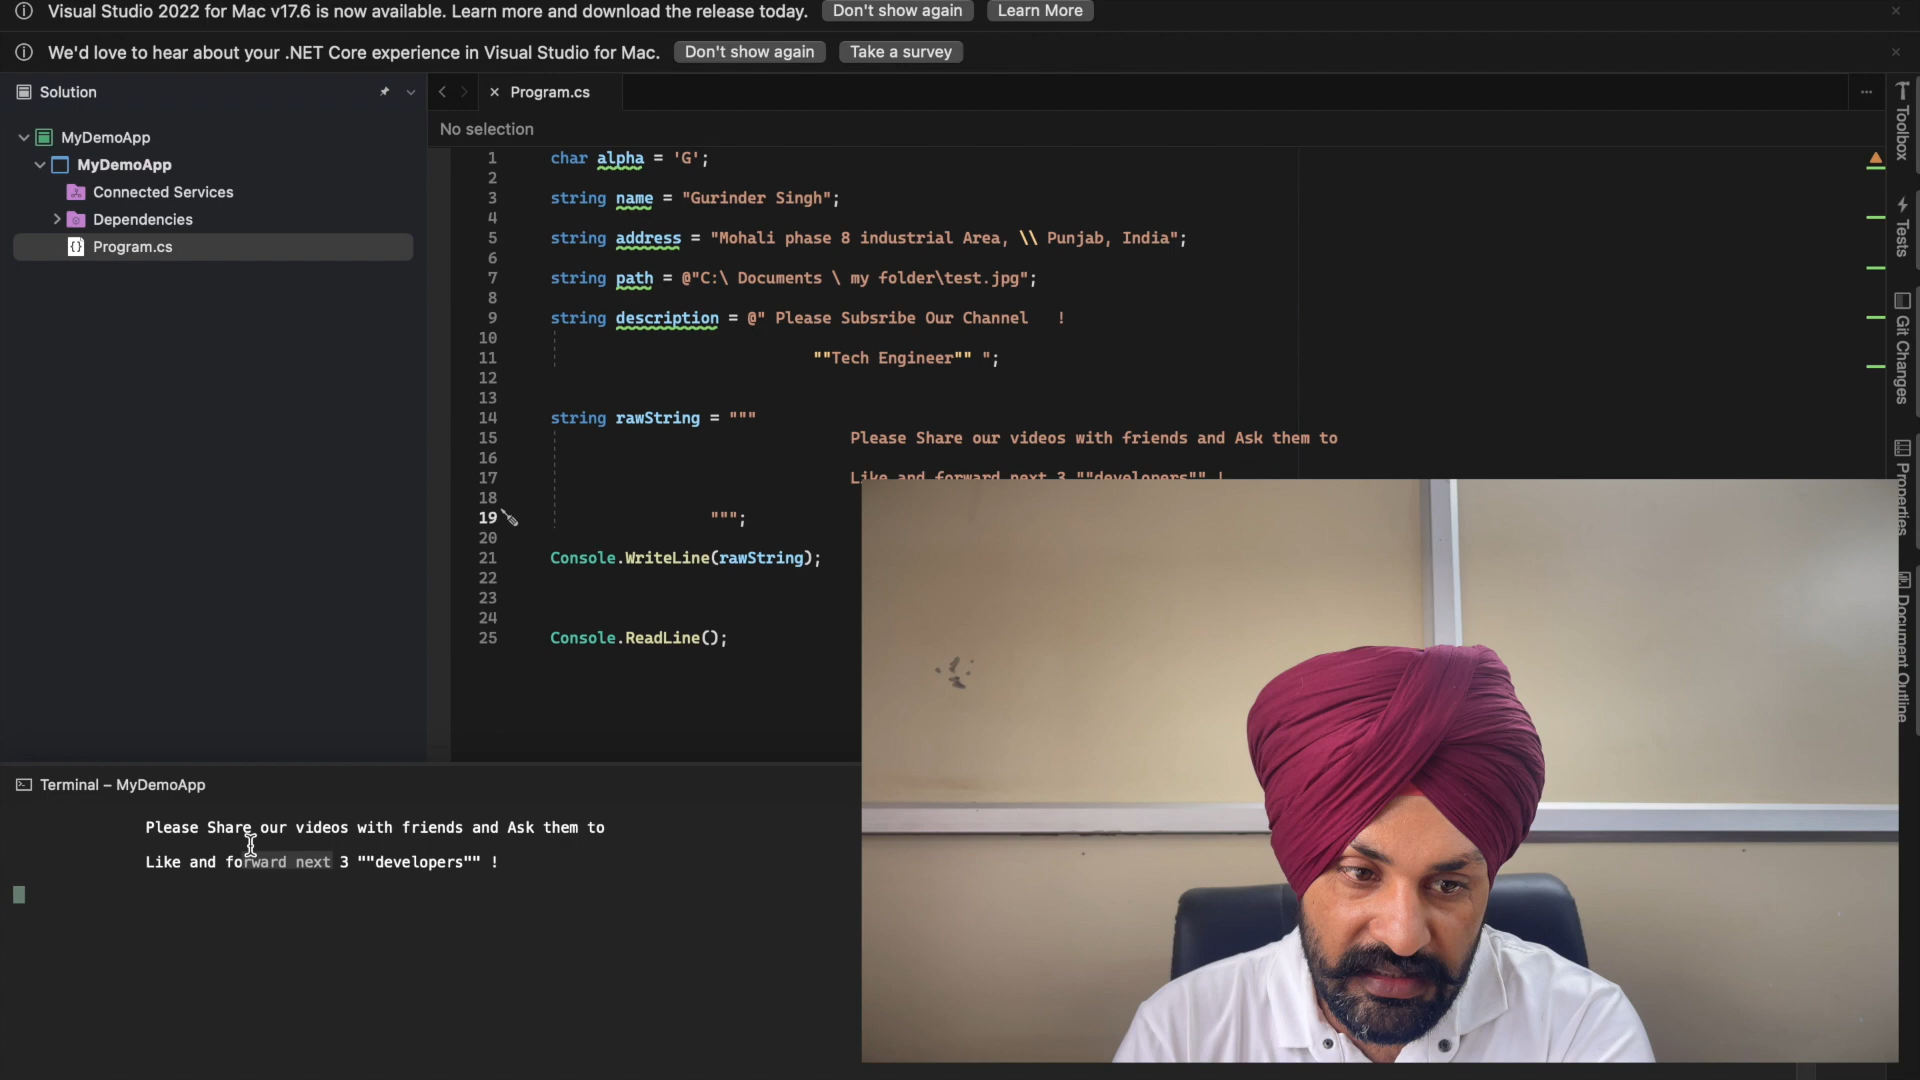 Visual Studio 2022 for Mac v17.6 is now available. Learn more and download the release today. Don't show again Learn More
We'd love to hear about your .NET Core experience in Visual Studio for Mac. Don't show again Take a survey
Solution
Program.cs
No selection
MyDemoApp
MyDemoApp
Connected Services
Dependencies
Program.cs
1 char alpha = 'G';
2
3 string name = "Gurinder Singh";
4
5 string address = "Mohali phase 8 industrial Area, \\ Punjab, India";
6
7 string path = @"C:\ Documents \ my folder\test.jpg";
8
9 string description = @" Please Subsribe Our Channel   !
10
11 ""Tech Engineer"" ";
12
13
14 string rawString = """
15 Please Share our videos with friends and Ask them to
16
17 Like and forward next 3 ""developers"" !
18
19 """;
20
21 Console.WriteLine(rawString);
22
23
24
25 Console.ReadLine();
Toolbox
Tests
Git Changes
Properties
Document Outline
Terminal – MyDemoApp
Please Share our videos with friends and Ask them to
Like and forward next 3 ""developers"" !